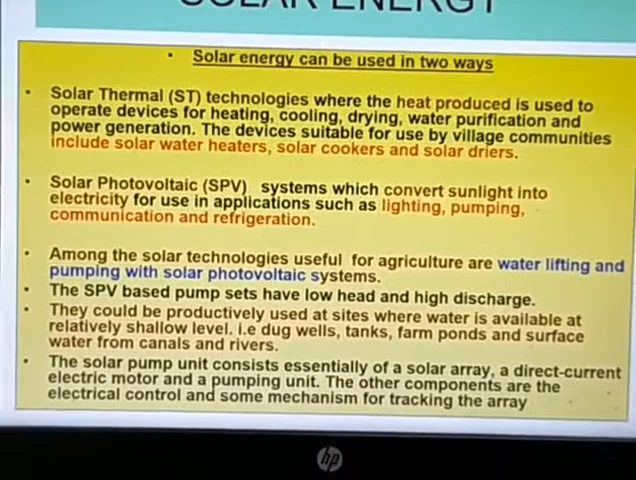 SOLAR ENERGY
• Solar energy can be used in two ways
• Solar Thermal (ST) technologies where the heat produced is used to
operate devices for heating, cooling, drying, water purification and
power generation. The devices suitable for use by village communities
include solar water heaters, solar cookers and solar driers.
• Solar Photovoltaic (SPV) systems which convert sunlight into
electricity for use in applications such as lighting, pumping,
communication and refrigeration.
• Among the solar technologies useful for agriculture are water lifting and
pumping with solar photovoltaic systems.
• The SPV based pump sets have low head and high discharge.
• They could be productively used at sites where water is available at
relatively shallow level. i.e dug wells, tanks, farm ponds and surface
water from canals and rivers.
• The solar pump unit consists essentially of a solar array, a direct-current
electric motor and a pumping unit. The other components are the
electrical control and some mechanism for tracking the array
hp